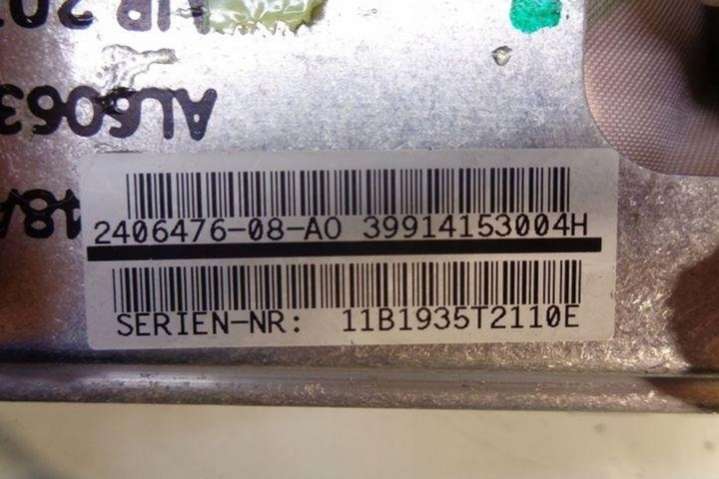 2406476-08-A0 39914153004H
SERIEN-NR: 11B1935T2110E